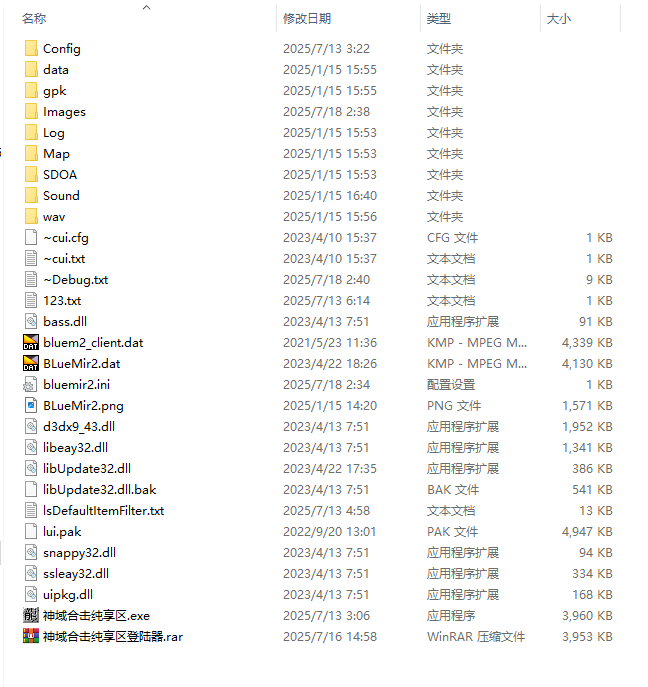 名称 修改日期 类型 大小
Config 2025/7/13 3:22 文件夹
data 2025/1/15 15:55 文件夹
gpk 2025/1/15 15:55 文件夹
Images 2025/7/18 2:38 文件夹
Log 2025/1/15 15:53 文件夹
Map 2025/1/15 15:53 文件夹
SDOA 2025/1/15 15:53 文件夹
Sound 2025/1/15 16:40 文件夹
wav 2025/1/15 15:56 文件夹
~cui.cfg 2023/4/10 15:37 CFG 文件 1 KB
~cui.txt 2023/4/10 15:37 文本文档 1 KB
~Debug.txt 2025/7/18 2:40 文本文档 9 KB
123.txt 2025/7/13 6:14 文本文档 1 KB
bass.dll 2023/4/13 7:51 应用程序扩展 91 KB
bluem2_client.dat 2021/5/23 11:36 KMP - MPEG M... 4,339 KB
BLueMir2.dat 2023/4/22 18:26 KMP - MPEG M... 4,130 KB
bluemir2.ini 2025/7/18 2:34 配置设置 1 KB
BLueMir2.png 2025/1/15 14:20 PNG 文件 1,571 KB
d3dx9_43.dll 2023/4/13 7:51 应用程序扩展 1,952 KB
libeay32.dll 2023/4/13 7:51 应用程序扩展 1,341 KB
libUpdate32.dll 2023/4/22 17:35 应用程序扩展 386 KB
libUpdate32.dll.bak 2023/4/13 7:51 BAK 文件 541 KB
lsDefaultItemFilter.txt 2025/7/13 4:58 文本文档 13 KB
lui.pak 2022/9/20 13:01 PAK 文件 4,947 KB
snappy32.dll 2023/4/13 7:51 应用程序扩展 94 KB
ssleay32.dll 2023/4/13 7:51 应用程序扩展 334 KB
uipkg.dll 2023/4/13 7:51 应用程序扩展 168 KB
神域合击纯享区.exe 2025/7/13 3:06 应用程序 3,960 KB
神域合击纯享区登陆器.rar 2025/7/16 14:58 WinRAR 压缩文件 3,953 KB